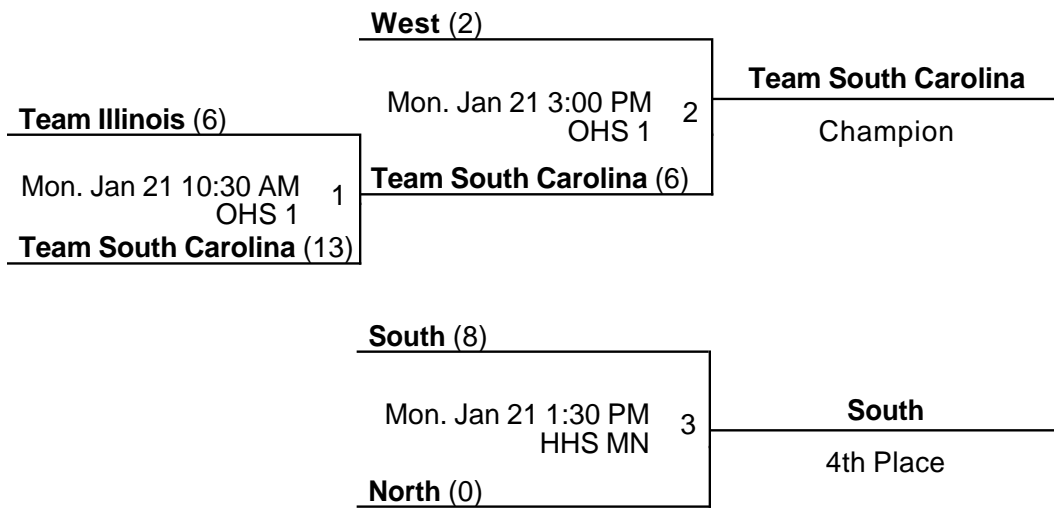 West (2)
Team South Carolina
Mon. Jan 21 3:00 PM
2
OHS 1
Champion
Team Illinois (6)
Team South Carolina (6)
Mon. Jan 21 10:30 AM
1
OHS 1
Team South Carolina (13)
South (8)
Mon. Jan 21 1:30 PM
3
HHS MN
South
4th Place
North (0)